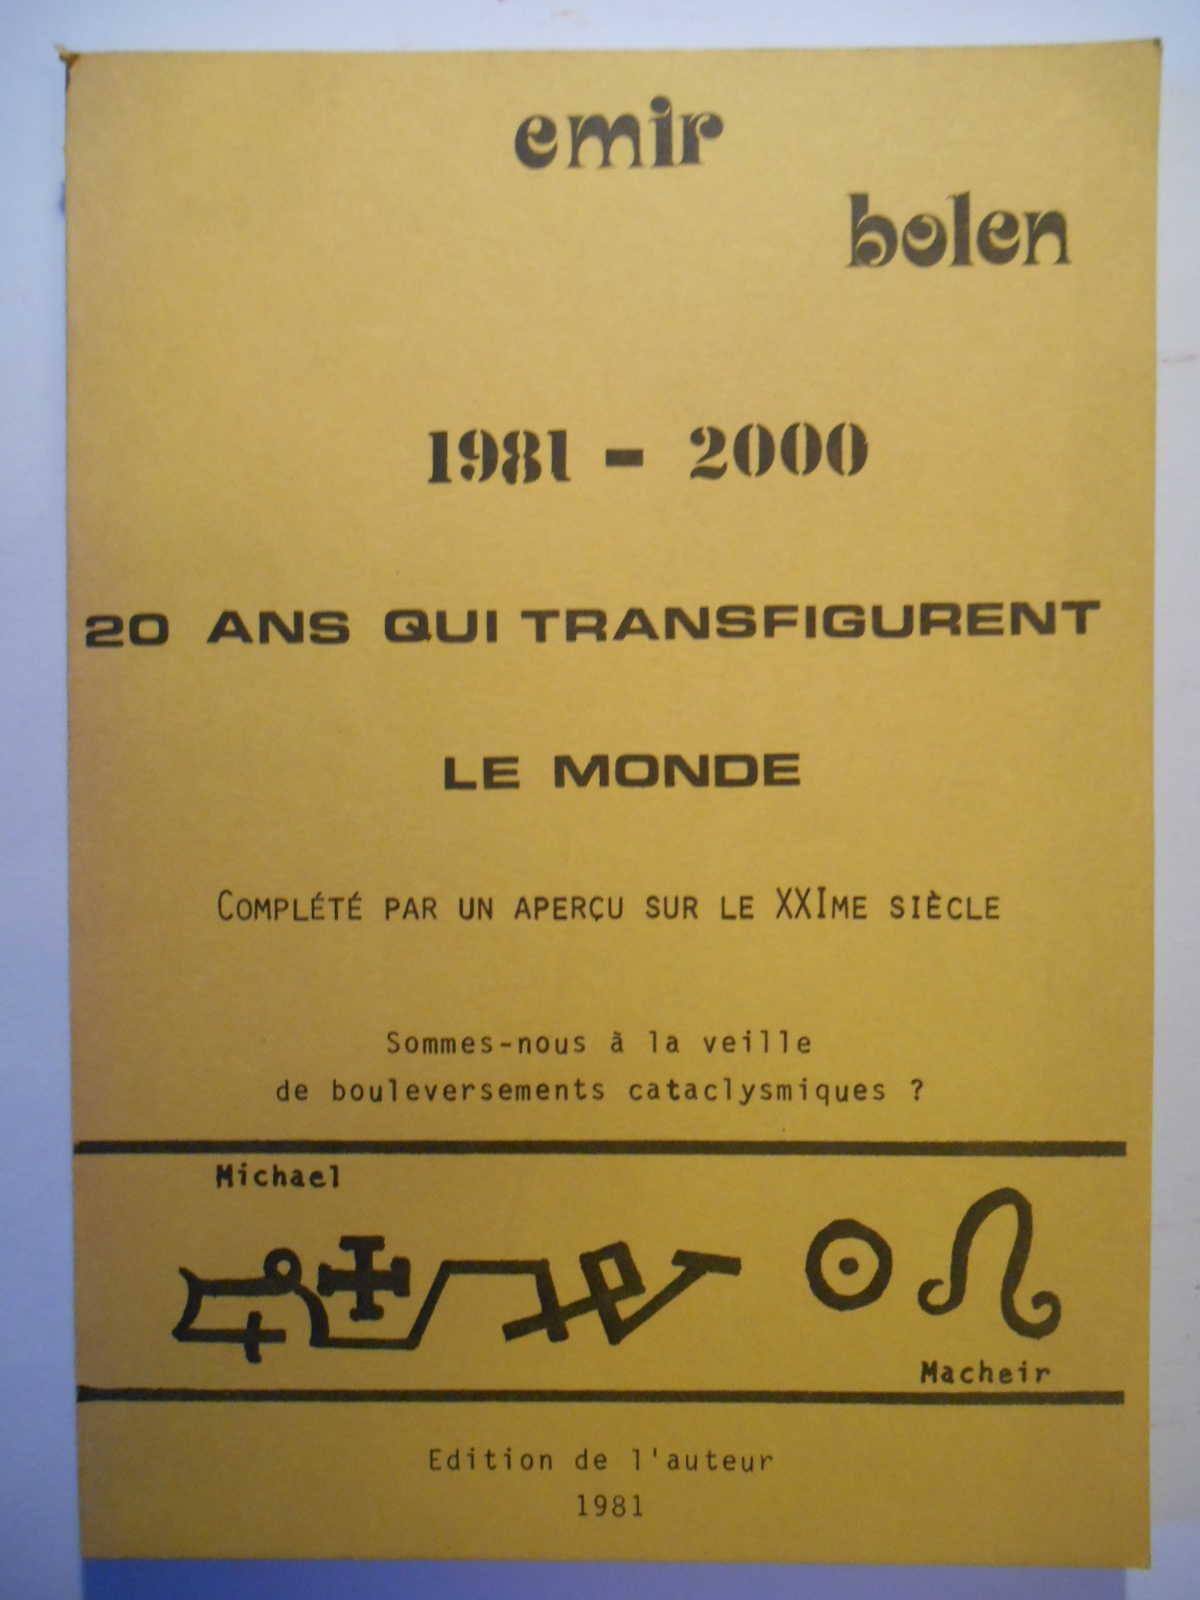 emir
bolen
1981 - 2000
20 ANS QUI TRANSFIGURENT
LE MONDE
COMPLÉTÉ PAR UN APERÇU SUR LE XXIME SIÈCLE
Sommes-nous à la veille
de bouleversements cataclysmiques ?
Michael
Macheir
Edition de l'auteur
1981